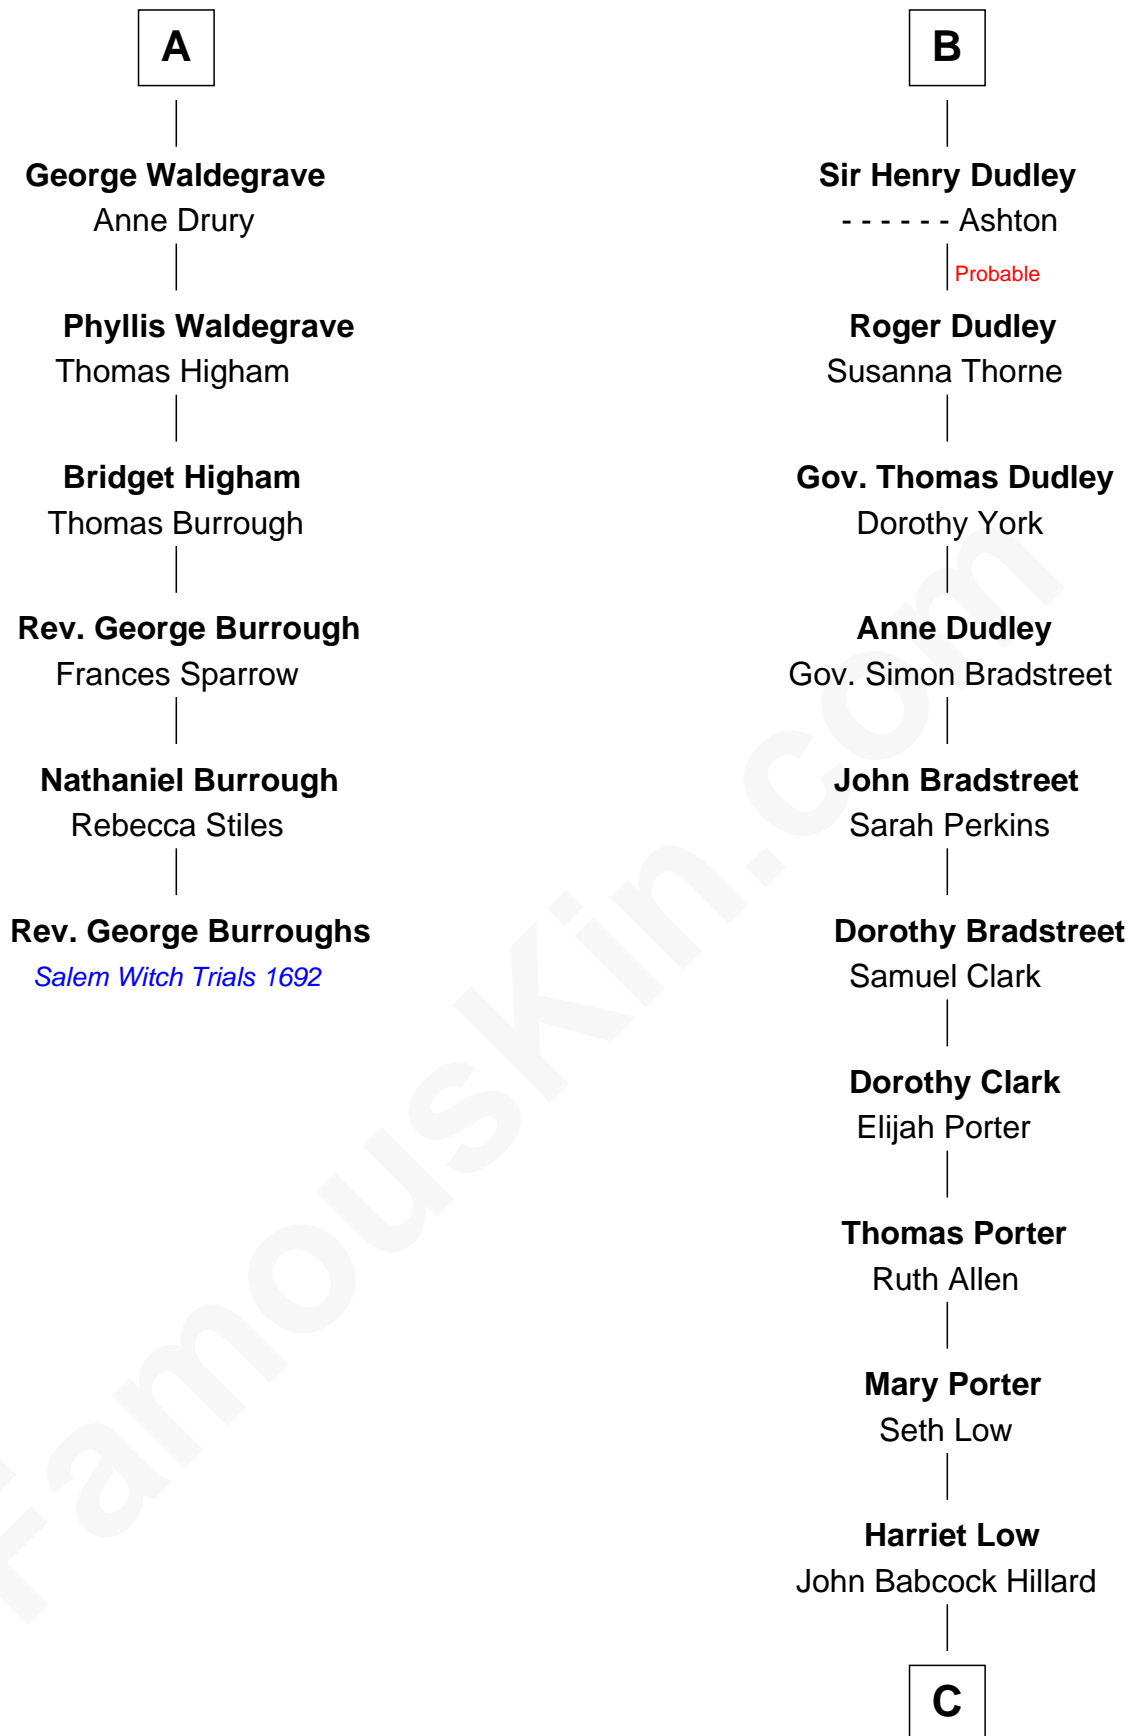 A
George Waldegrave
Anne Drury
Phyllis Waldegrave
Thomas Higham
Bridget Higham
Thomas Burrough
Rev. George Burrough
Frances Sparrow
Nathaniel Burrough
Rebecca Stiles
Rev. George Burroughs
Salem Witch Trials 1692
B
Sir Henry Dudley
- - - - - - Ashton
Probable
Roger Dudley
Susanna Thorne
Gov. Thomas Dudley
Dorothy York
Anne Dudley
Gov. Simon Bradstreet
John Bradstreet
Sarah Perkins
Dorothy Bradstreet
Samuel Clark
Dorothy Clark
Elijah Porter
Thomas Porter
Ruth Allen
Mary Porter
Seth Low
Harriet Low
John Babcock Hillard
C
FamousKin.com